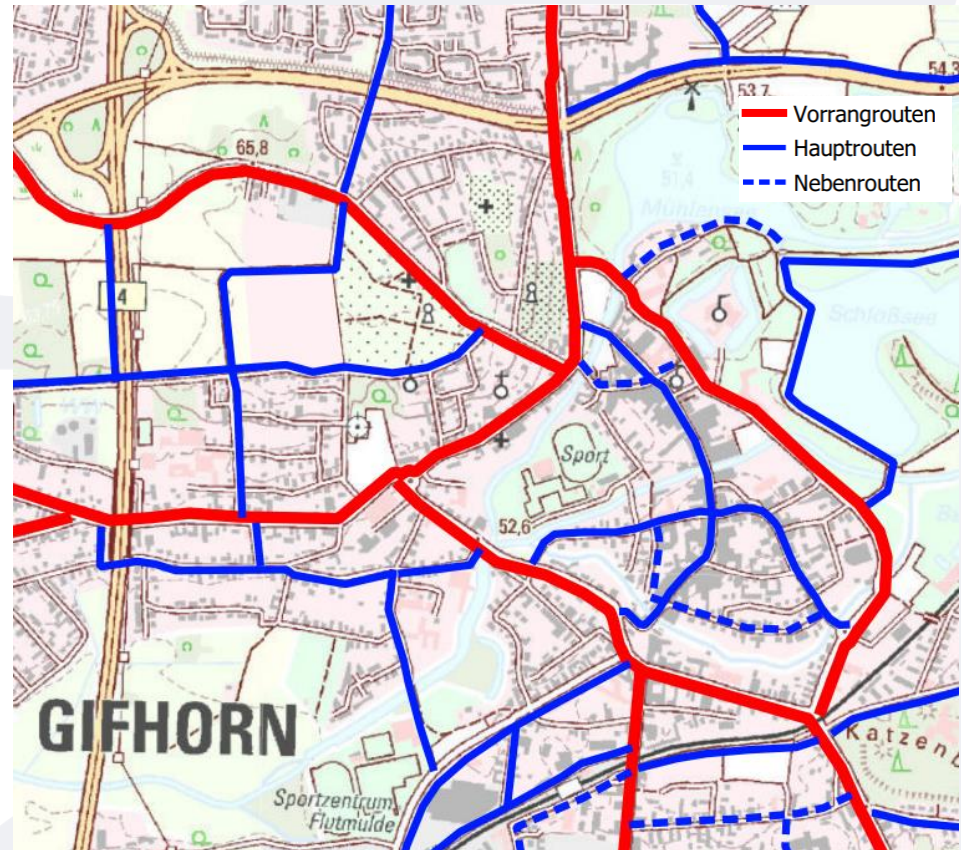 54,3
53,7
Vorrangrouten
Hauptrouten
Nebenrouten
65,8
51,4
Mühlensee
4
Schloßsee
Sport
52,6
GIFHORN
Sportzentrum
Flutmulde